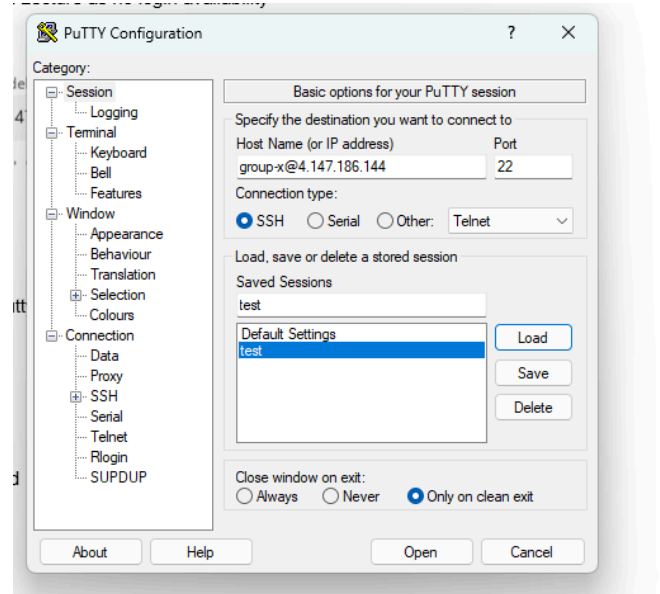 PuTTY Configuration ? ×
Category:
Session
Logging
Terminal
Keyboard
Bell
Features
Window
Appearance
Behaviour
Translation
Selection
Colours
Connection
Data
Proxy
SSH
Serial
Telnet
Rlogin
SUPDUP
Basic options for your PuTTY session
Specify the destination you want to connect to
Host Name (or IP address) Port
group-x@4.147.186.144 22
Connection type:
SSH Serial Other: Telnet
Load, save or delete a stored session
Saved Sessions
test
Default Settings
test
Load
Save
Delete
Close window on exit:
Always Never Only on clean exit
About Help Open Cancel